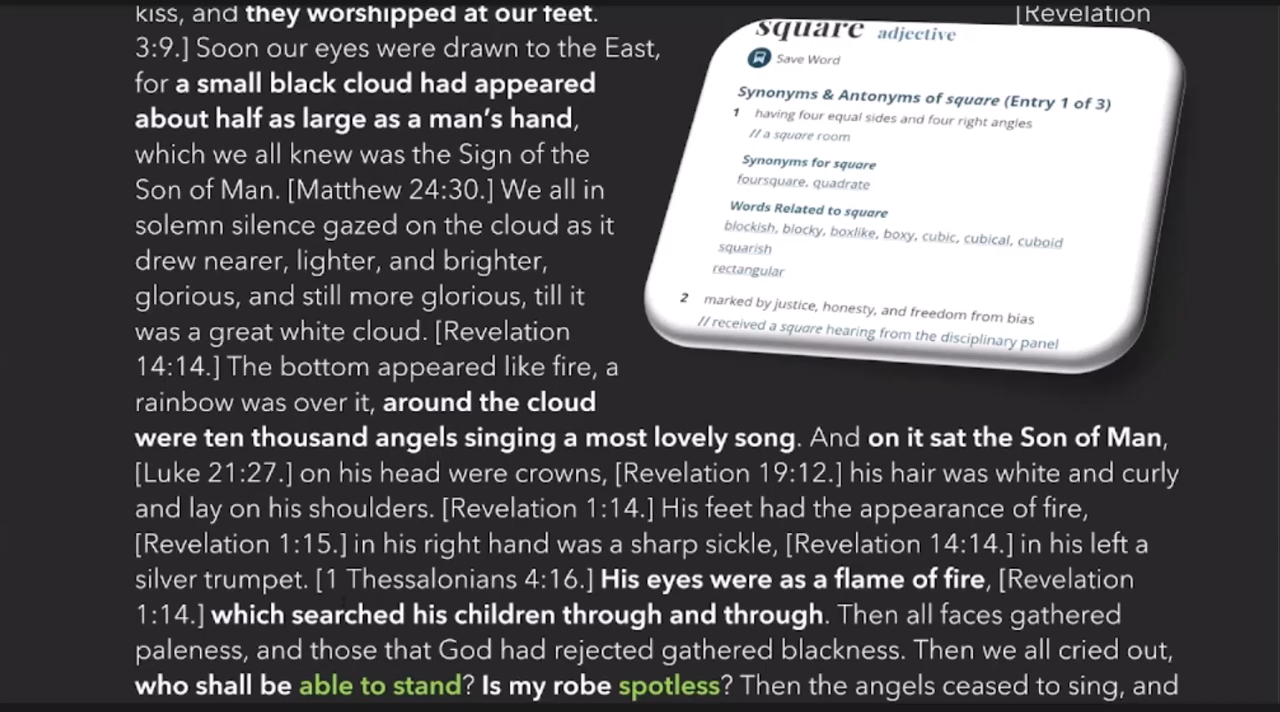 kiss, and they worshipped at our feet. [Revelation
3:9.] Soon our eyes were drawn to the East,
for a small black cloud had appeared
about half as large as a man's hand,
which we all knew was the Sign of the
Son of Man. [Matthew 24:30.] We all in
solemn silence gazed on the cloud as it
drew nearer, lighter, and brighter,
glorious, and still more glorious, till it
was a great white cloud. [Revelation
14:14.] The bottom appeared like fire, a
rainbow was over it, around the cloud
were ten thousand angels singing a most lovely song. And on it sat the Son of Man,
[Luke 21:27.] on his head were crowns, [Revelation 19:12.] his hair was white and curly
and lay on his shoulders. [Revelation 1:14.] His feet had the appearance of fire,
[Revelation 1:15.] in his right hand was a sharp sickle, [Revelation 14:14.] in his left a
silver trumpet. [1 Thessalonians 4:16.] His eyes were as a flame of fire, [Revelation
1:14.] which searched his children through and through. Then all faces gathered
paleness, and those that God had rejected gathered blackness. Then we all cried out,
who shall be able to stand? Is my robe spotless? Then the angels ceased to sing, and
square adjective
Save Word
Synonyms & Antonyms of square (Entry 1 of 3)
1 having four equal sides and four right angles
// a square room
Synonyms for square
foursquare, quadrate
Words Related to square
blockish, blocky, boxlike, boxy, cubic, cubical, cuboid
squarish
rectangular
2 marked by justice, honesty, and freedom from bias
// received a square hearing from the disciplinary panel